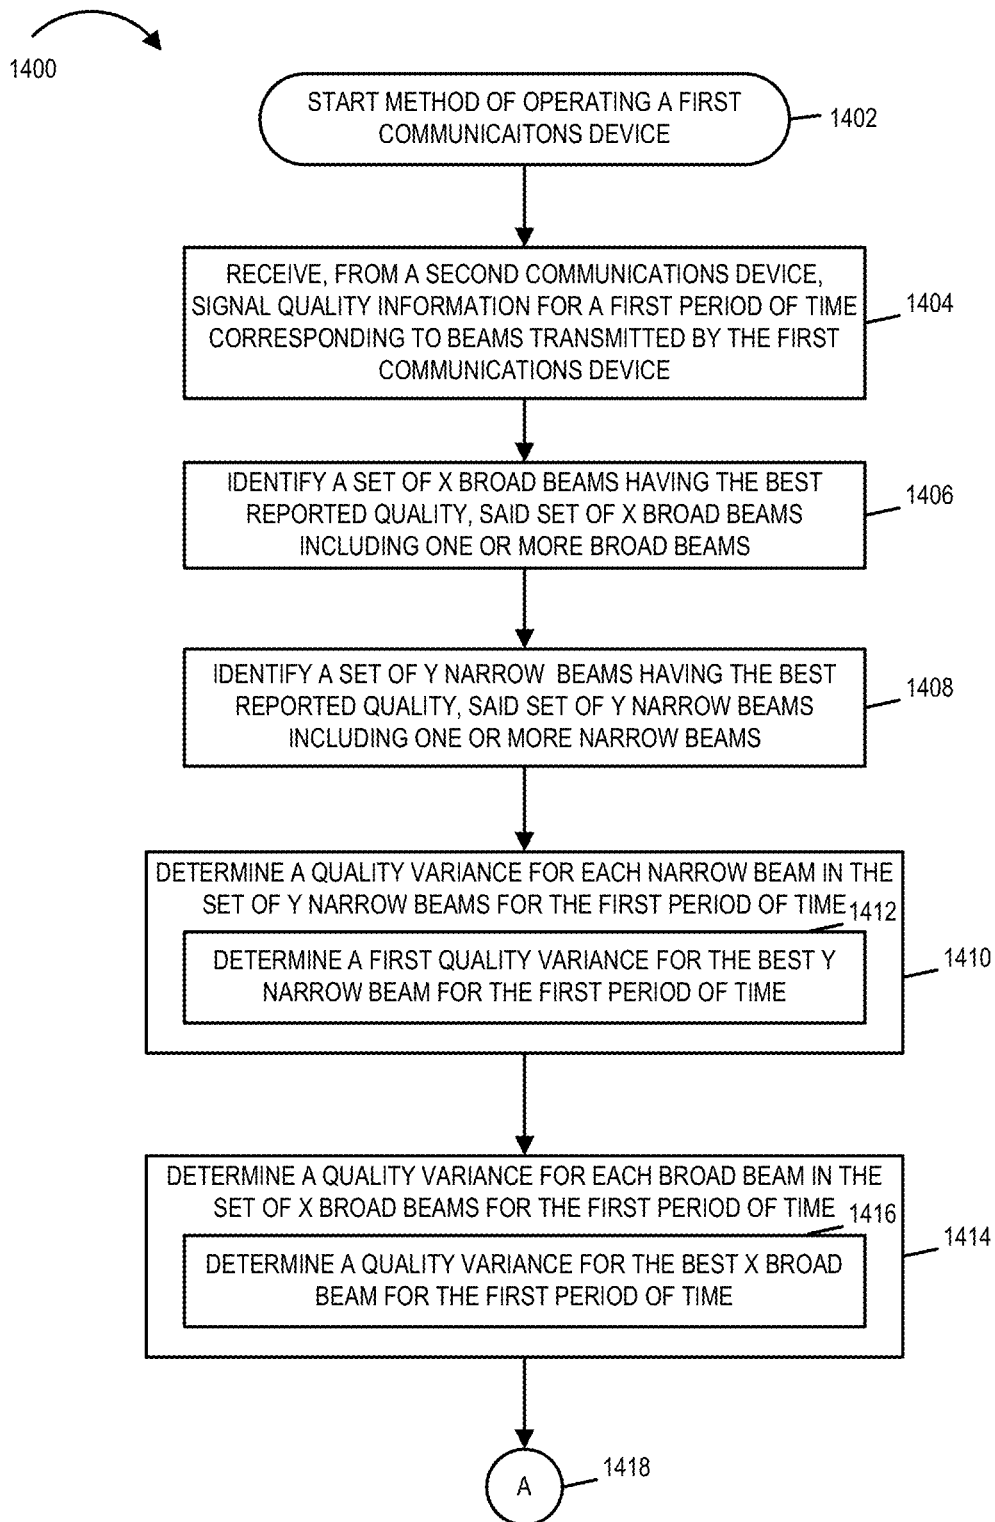 1400
START METHOD OF OPERATING A FIRST
COMMUNICAITONS DEVICE
1402
RECEIVE, FROM A SECOND COMMUNICATIONS DEVICE,
SIGNAL QUALITY INFORMATION FOR A FIRST PERIOD OF TIME
CORRESPONDING TO BEAMS TRANSMITTED BY THE FIRST
COMMUNICATIONS DEVICE
1404
IDENTIFY A SET OF X BROAD BEAMS HAVING THE BEST
REPORTED QUALITY, SAID SET OF X BROAD BEAMS
INCLUDING ONE OR MORE BROAD BEAMS
1406
IDENTIFY A SET OF Y NARROW BEAMS HAVING THE BEST
REPORTED QUALITY, SAID SET OF Y NARROW BEAMS
INCLUDING ONE OR MORE NARROW BEAMS
1408
DETERMINE A QUALITY VARIANCE FOR EACH NARROW BEAM IN THE
SET OF Y NARROW BEAMS FOR THE FIRST PERIOD OF TIME
1412
DETERMINE A FIRST QUALITY VARIANCE FOR THE BEST Y
NARROW BEAM FOR THE FIRST PERIOD OF TIME
1410
DETERMINE A QUALITY VARIANCE FOR EACH BROAD BEAM IN THE
SET OF X BROAD BEAMS FOR THE FIRST PERIOD OF TIME
1416
DETERMINE A QUALITY VARIANCE FOR THE BEST X BROAD
BEAM FOR THE FIRST PERIOD OF TIME
1414
A
1418